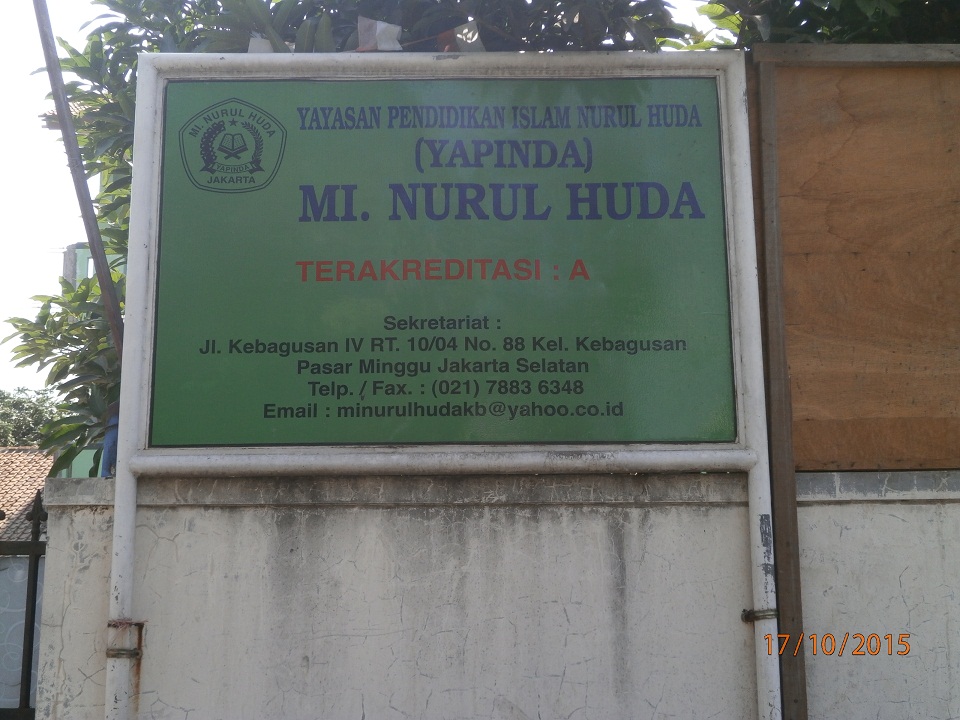 MI. NURUL HUDA
YAPINDA
JAKARTA
YAYASAN PENDIDIKAN ISLAM NURUL HUDA
(YAPINDA)
MI. NURUL HUDA
TERAKREDITASI : A
Sekretariat :
Jl. Kebagusan IV RT. 10/04 No. 88 Kel. Kebagusan
Pasar Minggu Jakarta Selatan
Telp. / Fax. : (021) 7883 6348
Email : minurulhudakb@yahoo.co.id
17/10/2015